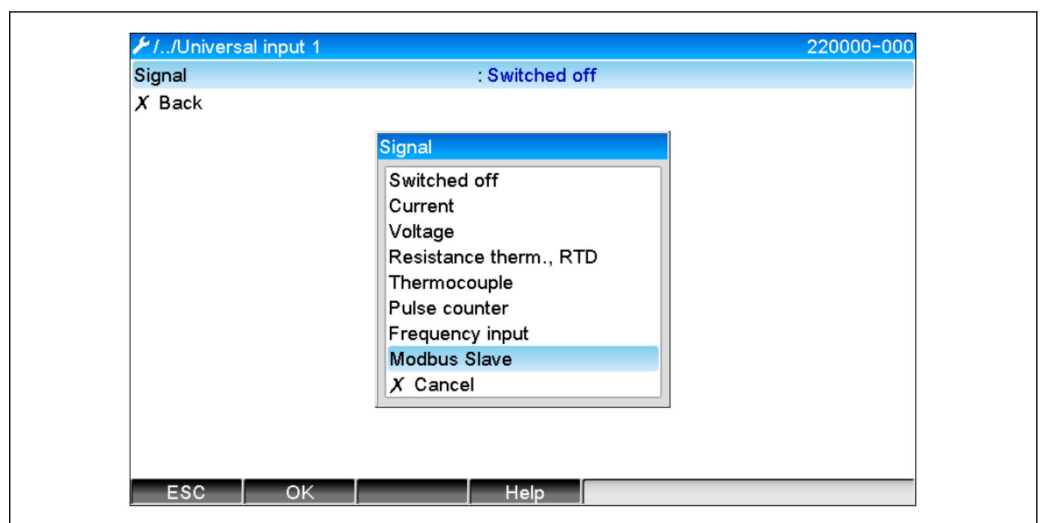 /../Universal input 1 220000-000
Signal : Switched off
X Back
Signal
Switched off
Current
Voltage
Resistance therm., RTD
Thermocouple
Pulse counter
Frequency input
Modbus Slave
X Cancel
ESC OK Help